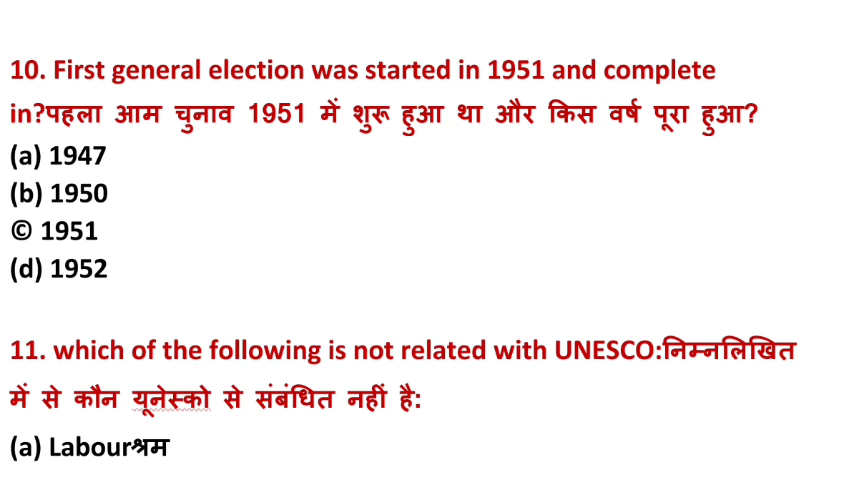 10. First general election was started in 1951 and complete
in?पहला आम चुनाव 1951 में शुरू हुआ था और किस वर्ष पूरा हुआ?
(a) 1947
(b) 1950
© 1951
(d) 1952
11. which of the following is not related with UNESCO:निम्नलिखित
में से कौन यूनेस्को से संबंधित नहीं है:
(a) Labourश्रम